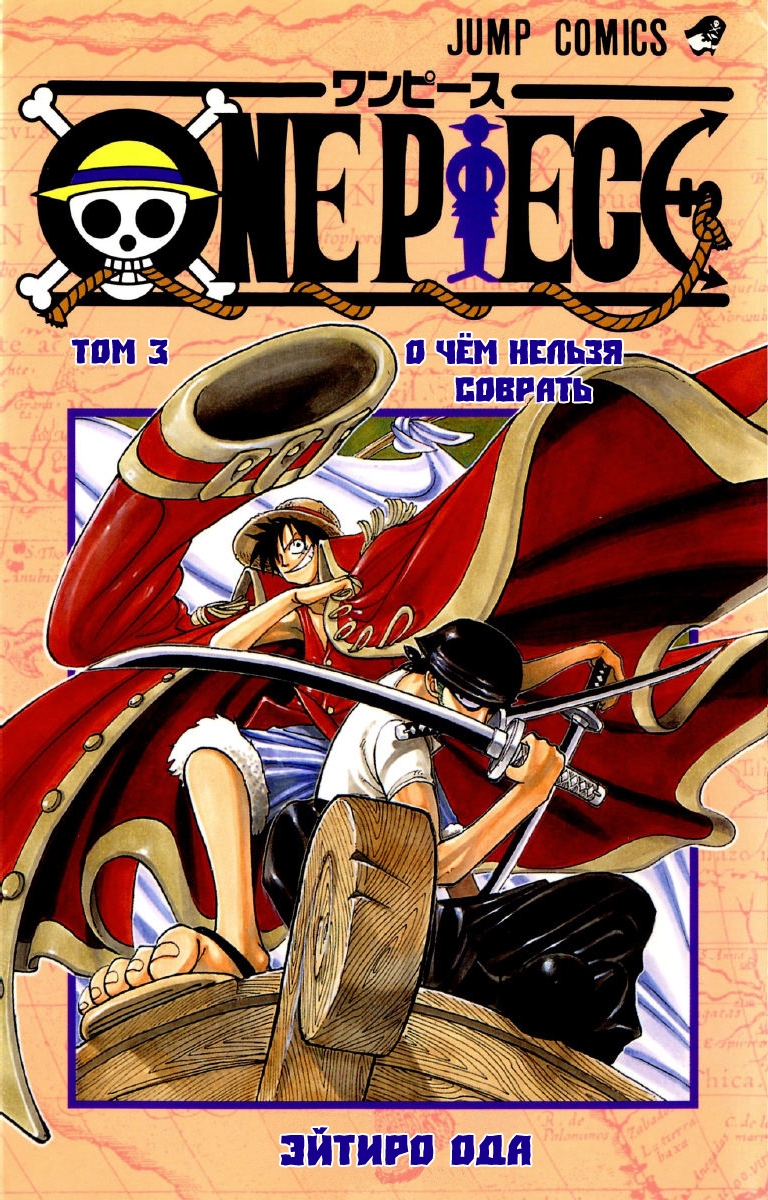 JUMP COMICS
ワンピース
ONE PIECE
ТОМ 3
О ЧЁМ НЕЛЬЗЯ
СОВРАТЬ
ЭЙТИРО ОДА